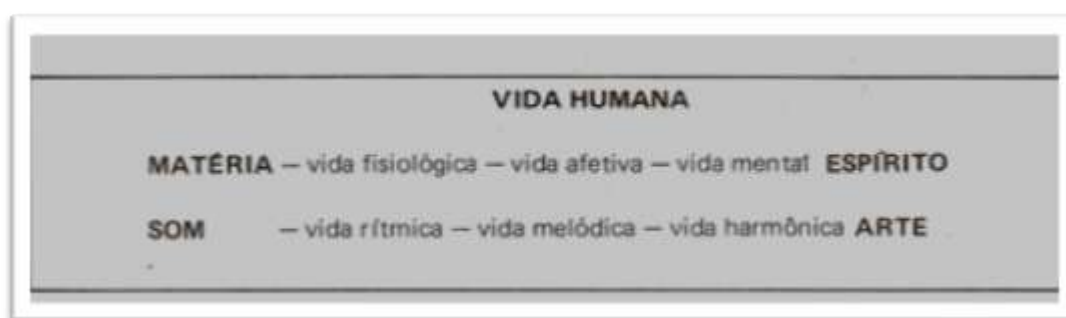 VIDA HUMANA
MATÉRIA — vida fisiológica — vida afetiva — vida mental ESPÍRITO
SOM — vida rítmica — vida melódica — vida harmônica ARTE